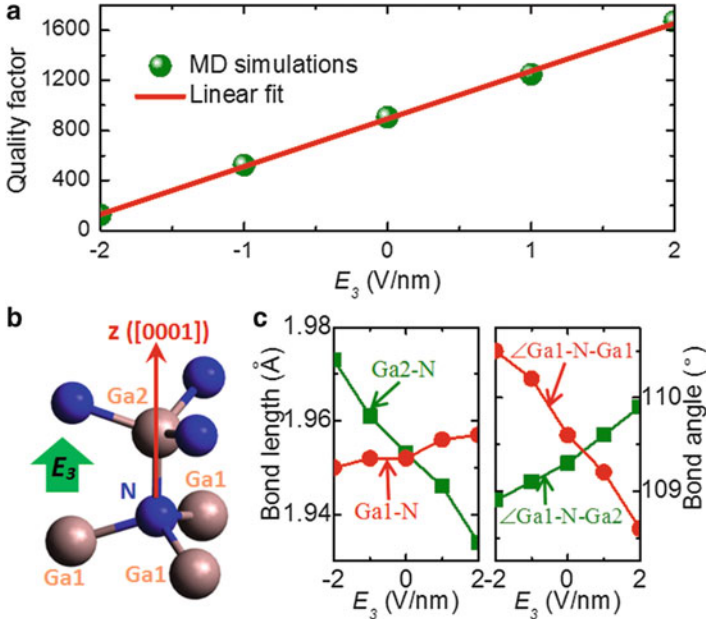 a
1600
1200
800
400
0
Quality factor
MD simulations
Linear fit
-2 -1 0 1 2
E3 (V/nm)
b
z ([0001])
Ga2
E3
N
Ga1
Ga1
Ga1
c
1.98
1.96
1.94
Bond length (Å)
Ga2-N
Ga1-N
-2 0 2
E3 (V/nm)
∠Ga1-N-Ga1
∠Ga1-N-Ga2
110
109
Bond angle (°)
-2 0 2
E3 (V/nm)